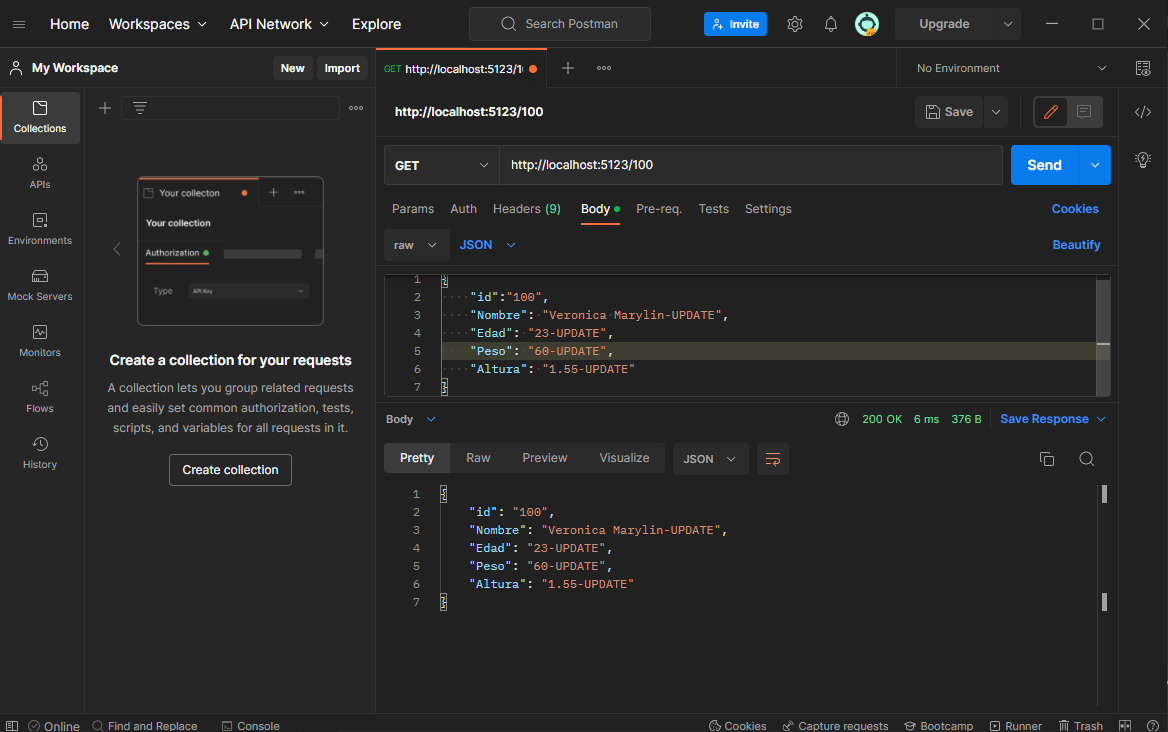 Home Workspaces API Network Explore Search Postman Invite Upgrade
My Workspace New Import GET http://localhost:5123/1 No Environment
Collections
APIs
Environments
Mock Servers
Monitors
Flows
History
Your collecton
Your collection
Authorization
Type API Key
Create a collection for your requests
A collection lets you group related requests
and easily set common authorization, tests,
scripts, and variables for all requests in it.
Create collection
http://localhost:5123/100 Save
GET http://localhost:5123/100 Send
Params Auth Headers (9) Body Pre-req. Tests Settings Cookies
raw JSON Beautify
1 {
2 "id":"100",
3 "Nombre": "Veronica Marylin-UPDATE",
4 "Edad": "23-UPDATE",
5 "Peso": "60-UPDATE",
6 "Altura": "1.55-UPDATE"
7 }
Body 200 OK 6 ms 376 B Save Response
Pretty Raw Preview Visualize JSON
1 {
2 "id": "100",
3 "Nombre": "Veronica Marylin-UPDATE",
4 "Edad": "23-UPDATE",
5 "Peso": "60-UPDATE",
6 "Altura": "1.55-UPDATE"
7 }
Online Find and Replace Console Cookies Capture requests Bootcamp Runner Trash